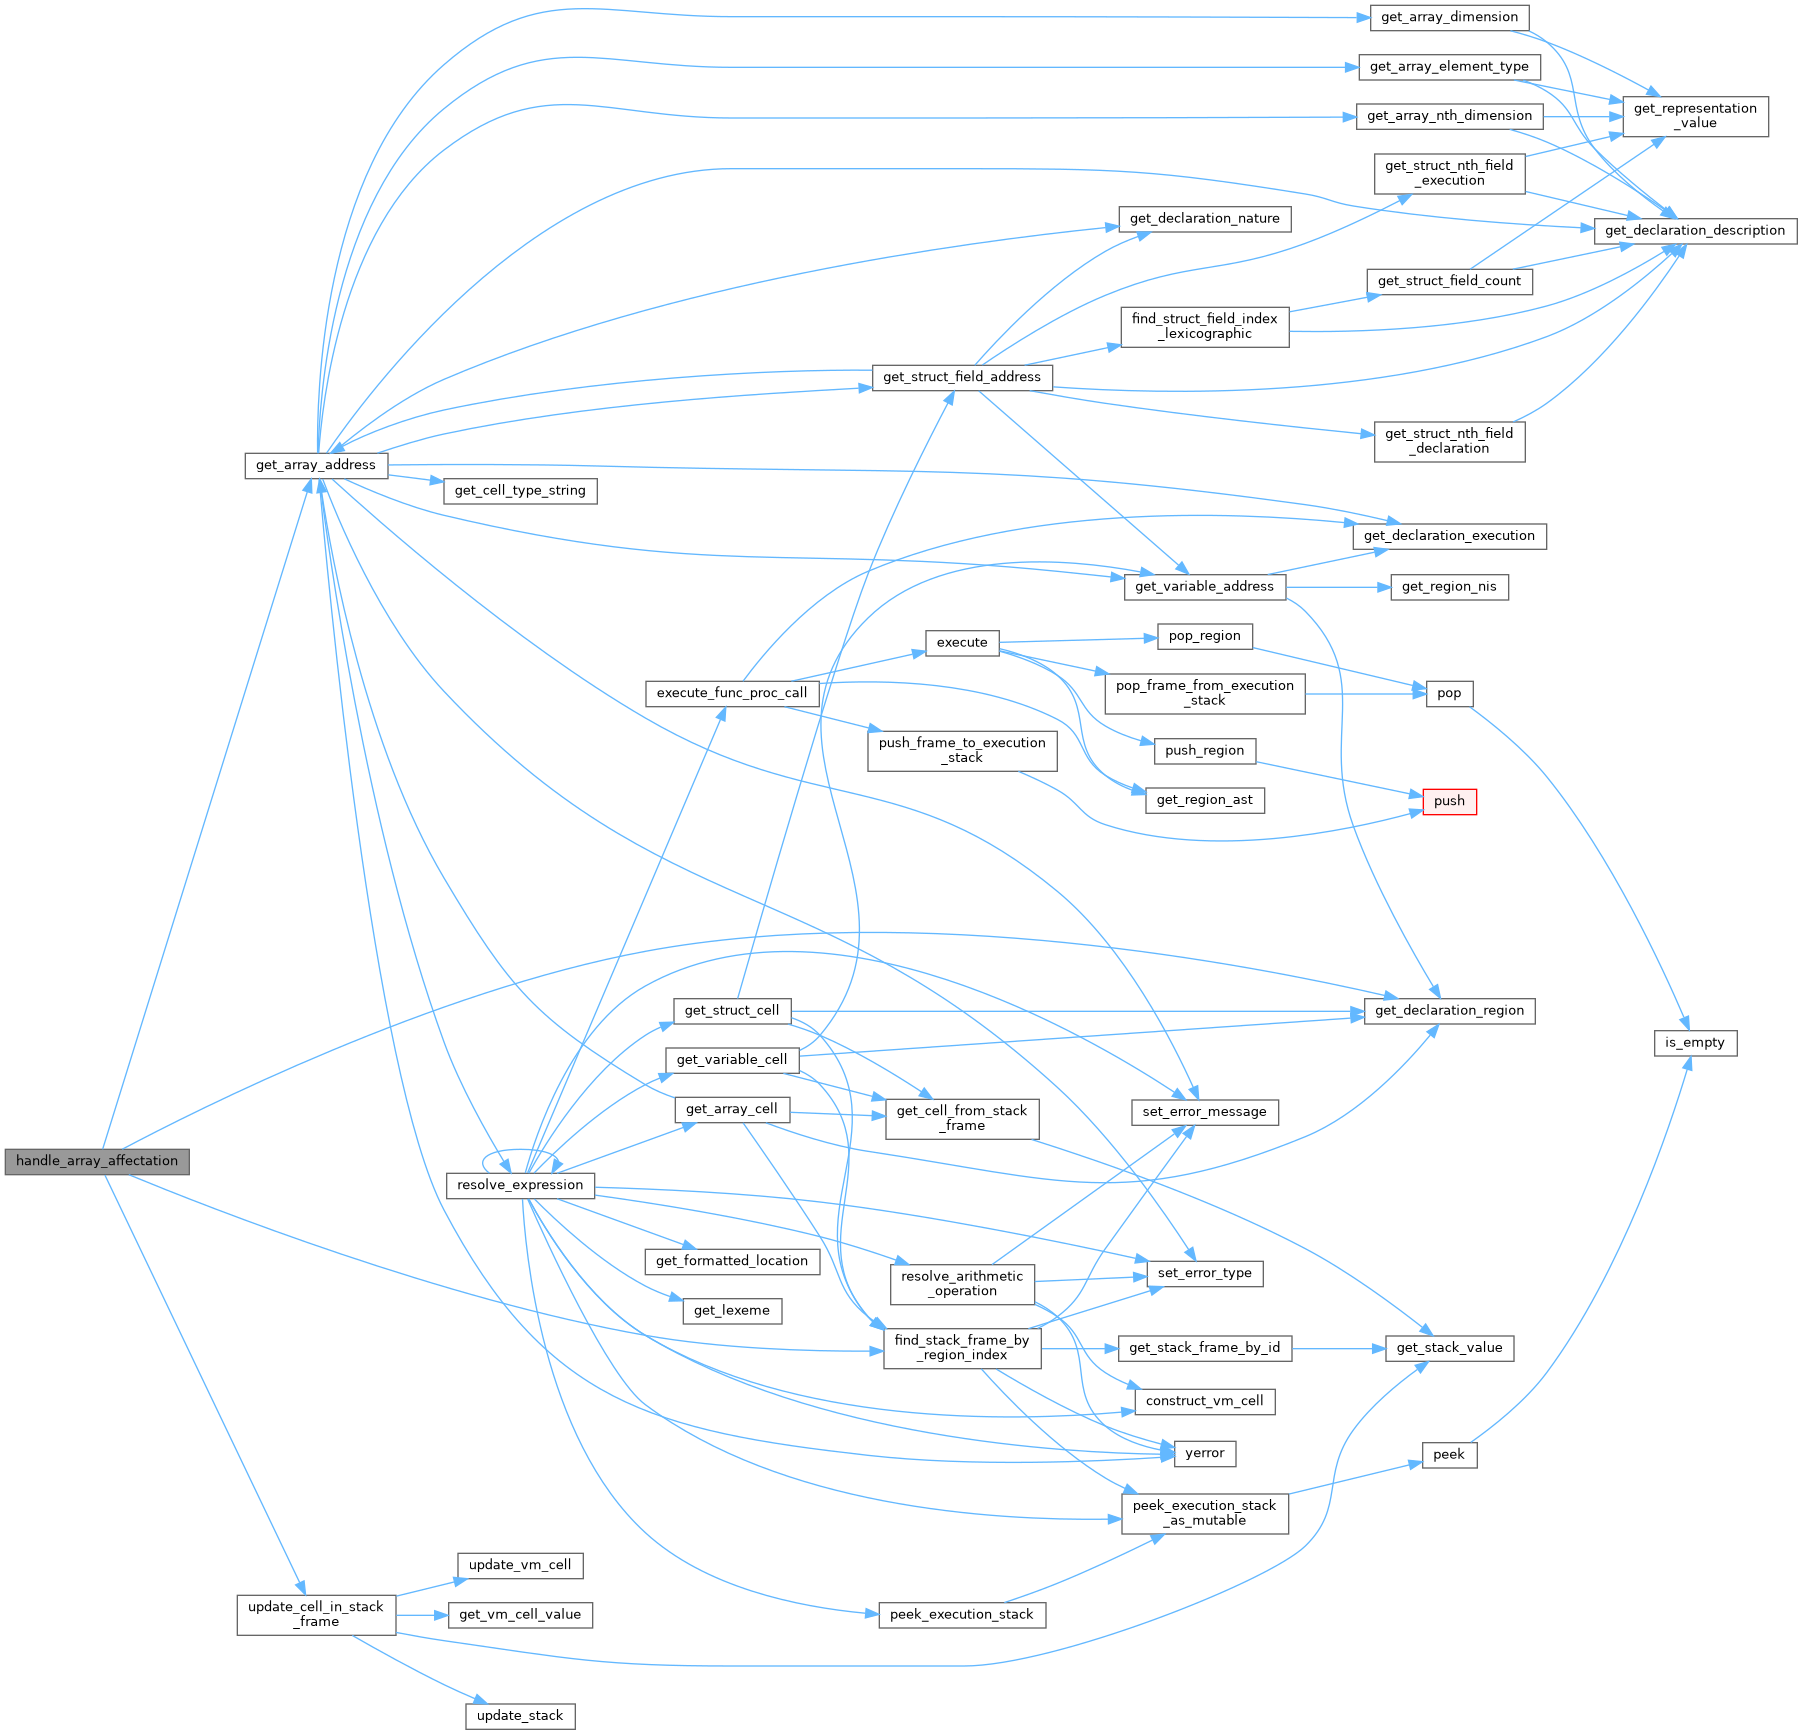 get_array_dimension
get_array_element_type
get_representation
_value
get_array_nth_dimension
get_struct_nth_field
_execution
get_declaration_nature
get_declaration_description
get_struct_field_count
find_struct_field_index
_lexicographic
get_struct_field_address
get_struct_nth_field
_declaration
get_array_address
get_cell_type_string
get_declaration_execution
get_variable_address
get_region_nis
execute
pop_region
execute_func_proc_call
pop_frame_from_execution
_stack
pop
push_frame_to_execution
_stack
push_region
get_region_ast
push
get_struct_cell
get_declaration_region
get_variable_cell
is_empty
get_array_cell
get_cell_from_stack
_frame
set_error_message
handle_array_affectation
resolve_expression
get_formatted_location
resolve_arithmetic
_operation
set_error_type
get_lexeme
find_stack_frame_by
_region_index
get_stack_frame_by_id
get_stack_value
construct_vm_cell
yerror
peek
peek_execution_stack
_as_mutable
update_vm_cell
update_cell_in_stack
_frame
get_vm_cell_value
peek_execution_stack
update_stack